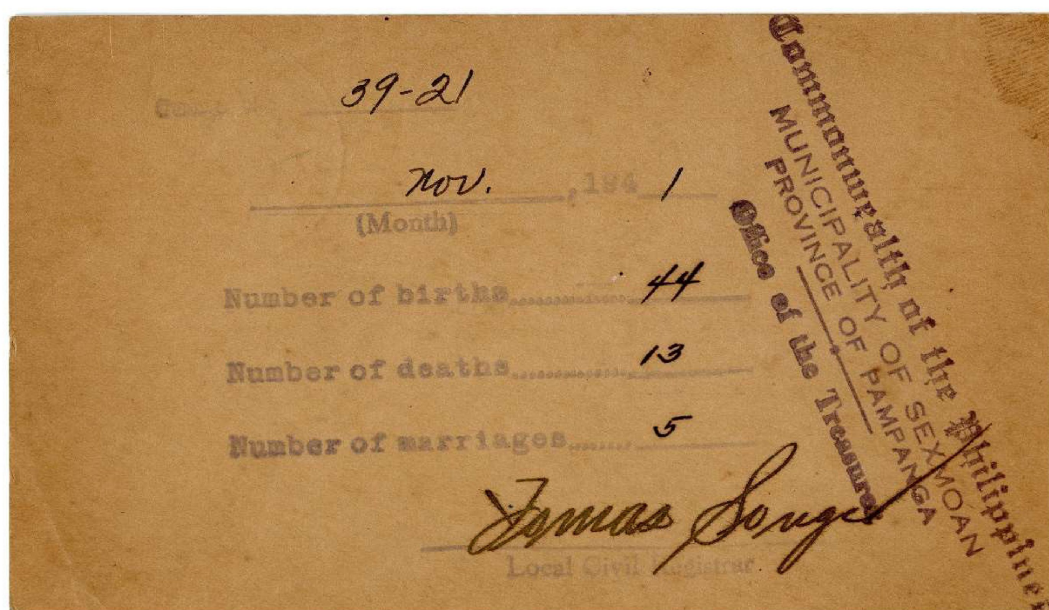 39-21
Nov. , 194 1
(Month)
Number of births 44
Number of deaths 13
Number of marriages 5
Tomas
Local Civil Registrar
Commonwealth of the Philippines
MUNICIPALITY OF SEXMOAN
PROVINCE OF PAMPANGA
Office of the Treasurer